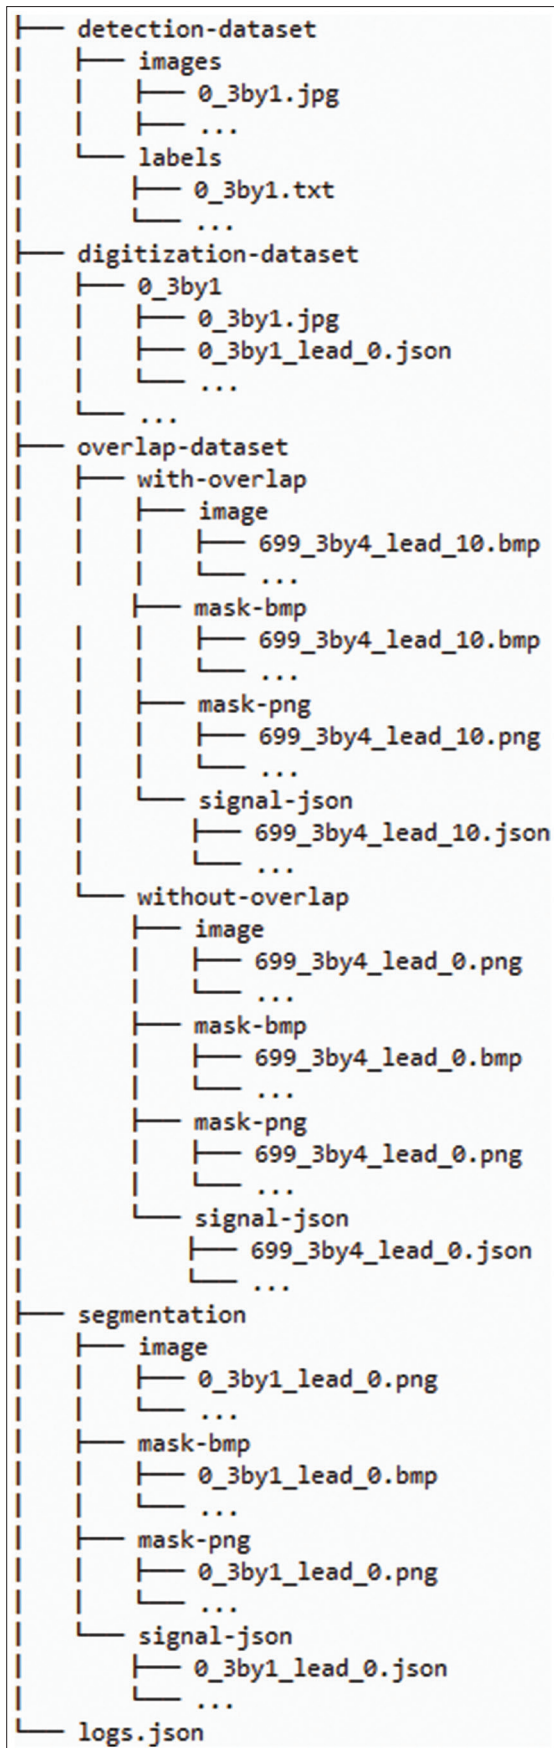 ├── detection-dataset
│   ├── images
│   │   ├── 0_3by1.jpg
│   │   ├── ...
│   └── labels
│       ├── 0_3by1.txt
│       └── ...
├── digitization-dataset
│   ├── 0_3by1
│   │   ├── 0_3by1.jpg
│   │   ├── 0_3by1_lead_0.json
│   │   └── ...
│   └── ...
├── overlap-dataset
│   ├── with-overlap
│   │   ├── image
│   │   │   ├── 699_3by4_lead_10.bmp
│   │   │   └── ...
│       ├── mask-bmp
│   │   │   ├── 699_3by4_lead_10.bmp
│   │   │   └── ...
│   │   ├── mask-png
│   │   │   ├── 699_3by4_lead_10.png
│   │   │   └── ...
│   │   └── signal-json
│   │       ├── 699_3by4_lead_10.json
│   │       └── ...
│   └── without-overlap
│       ├── image
│       │   ├── 699_3by4_lead_0.png
│       │   └── ...
│       ├── mask-bmp
│       │   ├── 699_3by4_lead_0.bmp
│       │   └── ...
│       ├── mask-png
│       │   ├── 699_3by4_lead_0.png
│       │   └── ...
│       └── signal-json
│           ├── 699_3by4_lead_0.json
│           └── ...
├── segmentation
│   ├── image
│   │   ├── 0_3by1_lead_0.png
│   │   └── ...
│   ├── mask-bmp
│   │   ├── 0_3by1_lead_0.bmp
│   │   └── ...
│   ├── mask-png
│   │   ├── 0_3by1_lead_0.png
│   │   └── ...
│   └── signal-json
│       ├── 0_3by1_lead_0.json
│       └── ...
└── logs.json